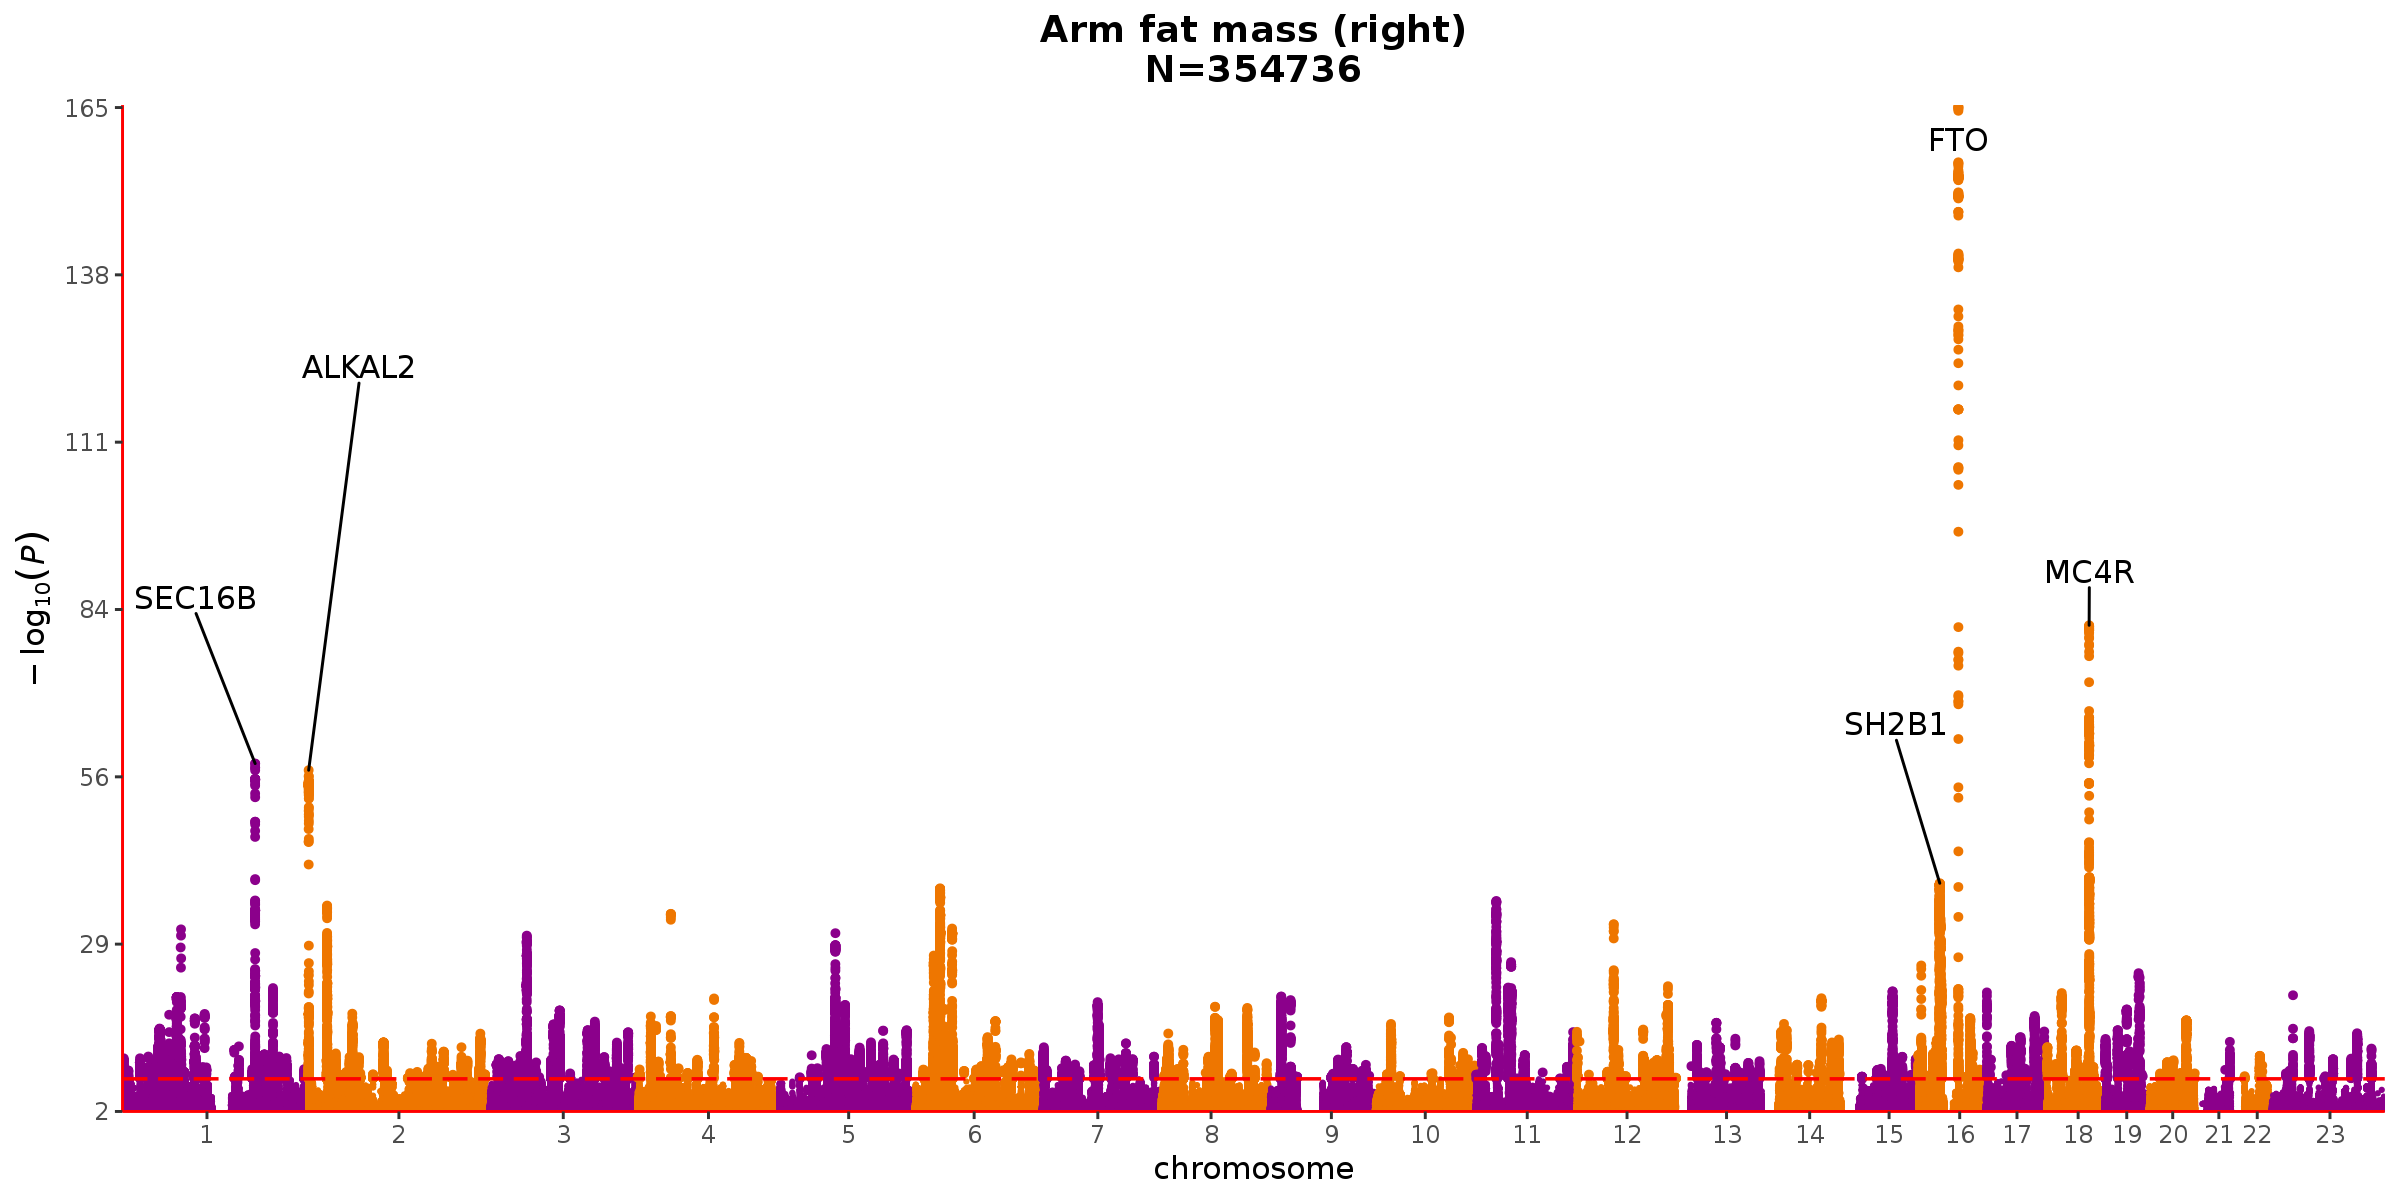 Arm fat mass (right)
N=354736
165
138
111
84
56
29
2
−log10(P)
FTO
ALKAL2
MC4R
SEC16B
SH2B1
1 2 3 4 5 6 7 8 9 10 11 12 13 14 15 16 17 18 19 20 21 22 23
chromosome